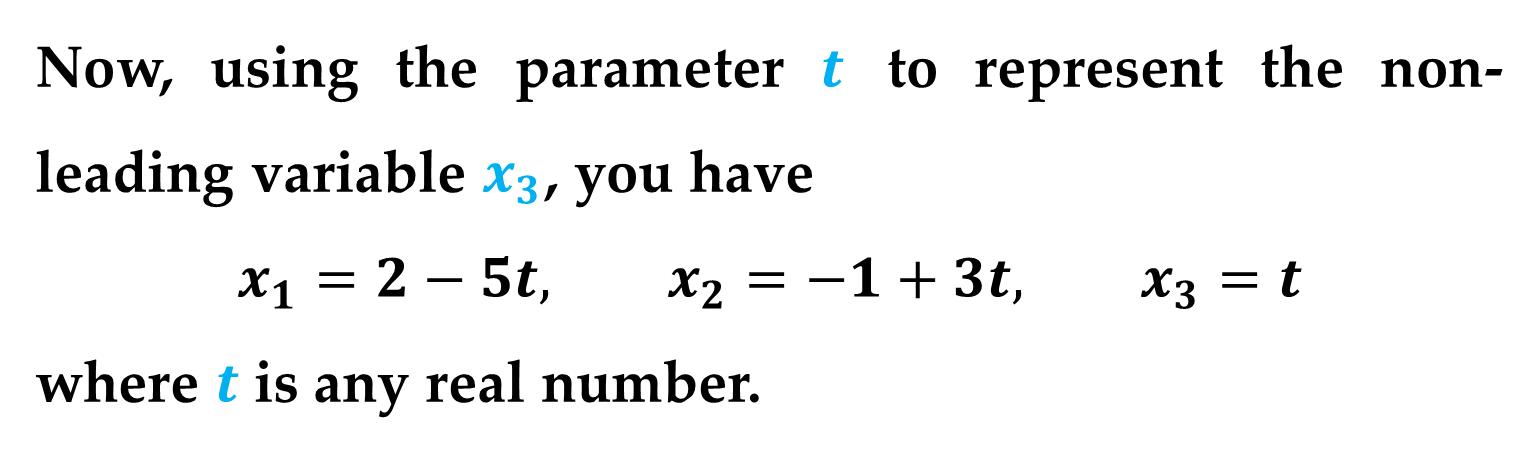 Now, using the parameter t to represent the non-
leading variable x₃, you have
x₁ = 2 − 5t, x₂ = −1 + 3t, x₃ = t
where t is any real number.